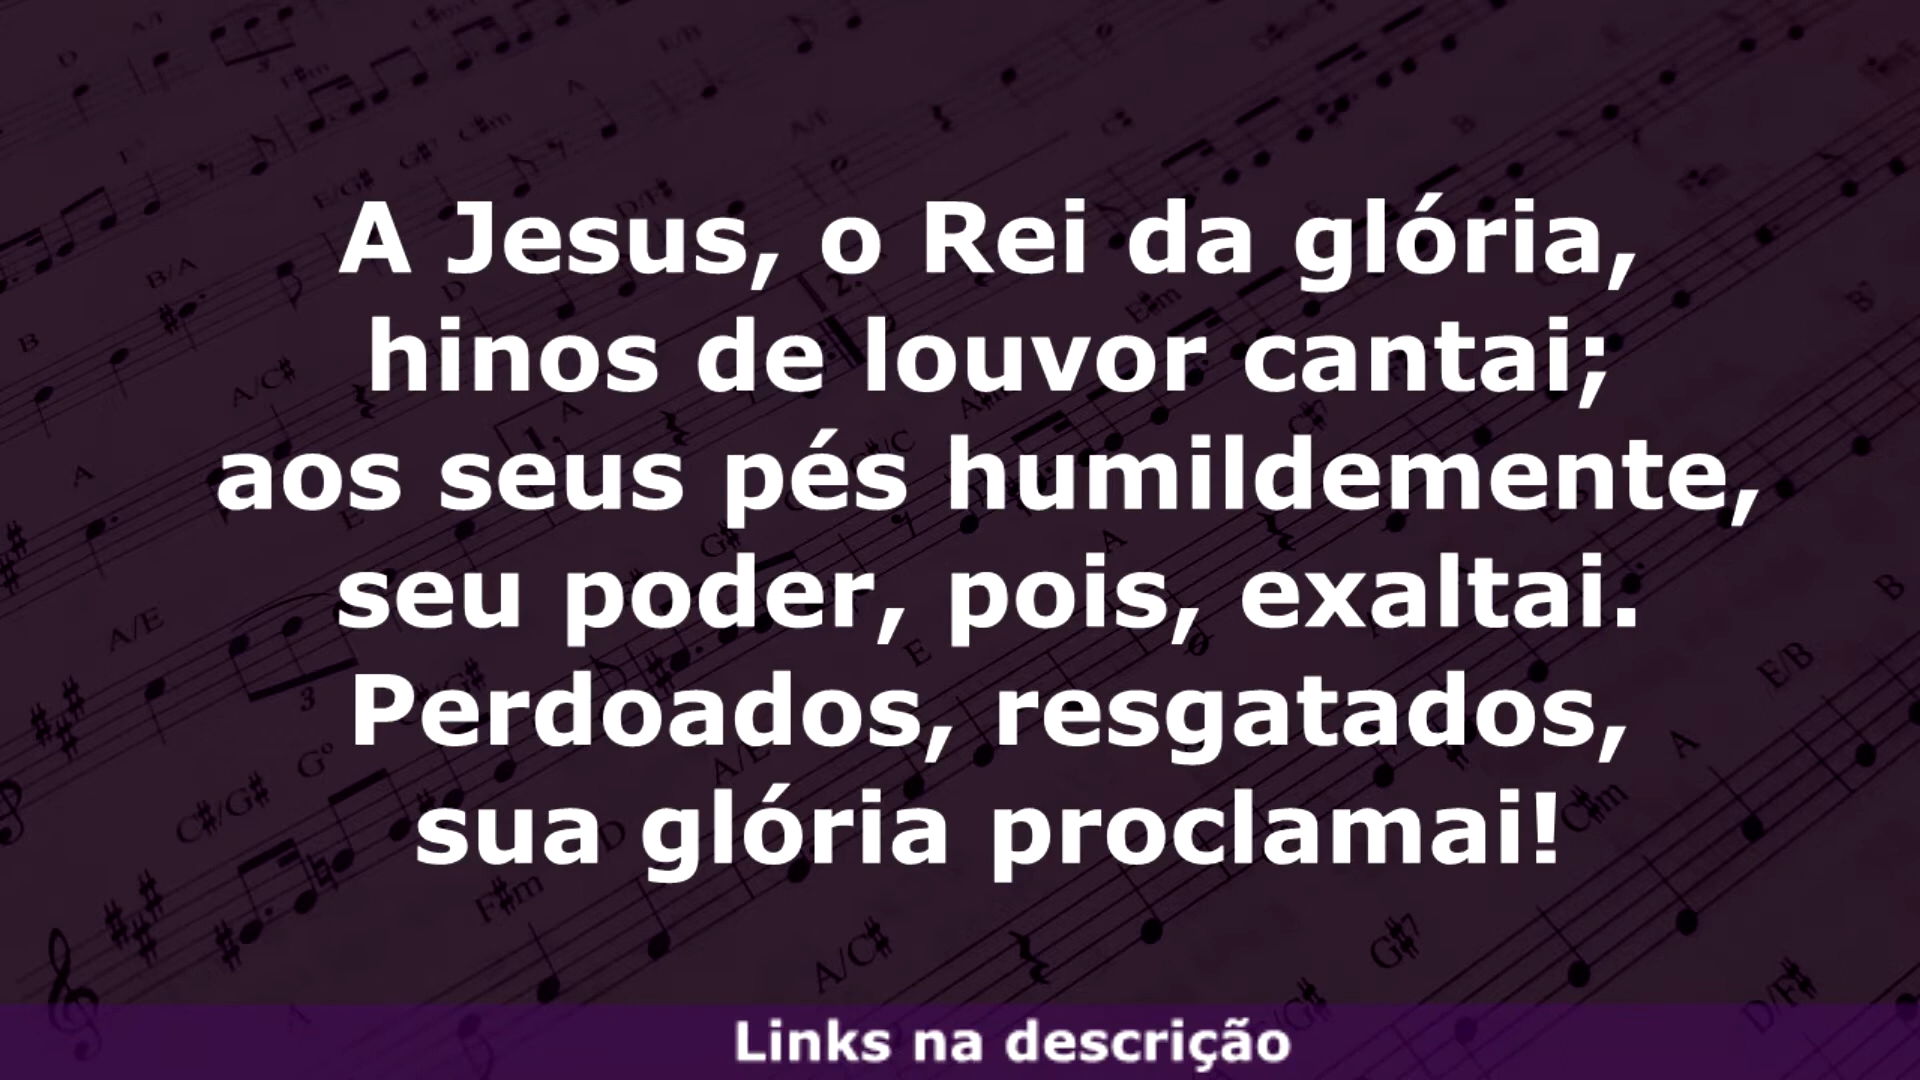 A Jesus, o Rei da glória,
hinos de louvor cantai;
aos seus pés humildemente,
seu poder, pois, exaltai.
Perdoados, resgatados,
sua glória proclamai!
Links na descrição